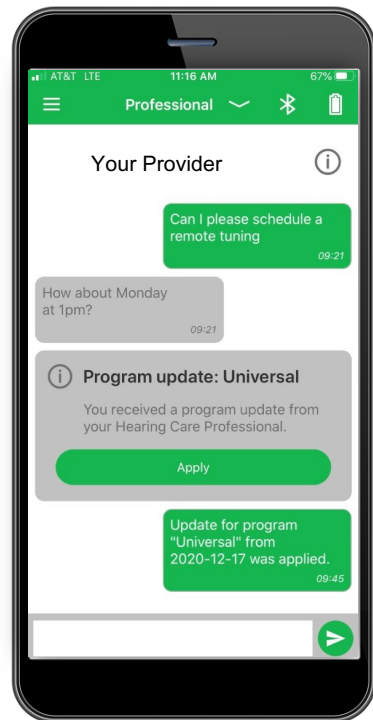 AT&T LTE 11:16 AM 67%
Professional
Your Provider
Can I please schedule a
remote tuning
09:21
How about Monday
at 1pm?
09:21
Program update: Universal
You received a program update from
your Hearing Care Professional.
Apply
Update for program
"Universal" from
2020-12-17 was applied.
09:45